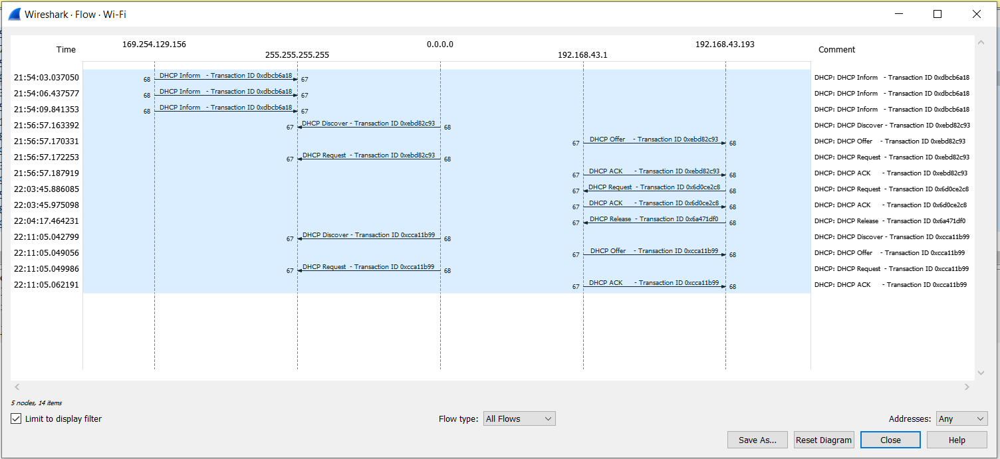 Wireshark · Flow · Wi-Fi
169.254.129.156 0.0.0.0 192.168.43.193
Time 255.255.255.255 192.168.43.1 Comment
21:54:03.037050 68 DHCP Inform - Transaction ID 0xdbcb6a18 67 DHCP: DHCP Inform - Transaction ID 0xdbcb6a18
21:54:06.437577 68 DHCP Inform - Transaction ID 0xdbcb6a18 67 DHCP: DHCP Inform - Transaction ID 0xdbcb6a18
21:54:09.841353 68 DHCP Inform - Transaction ID 0xdbcb6a18 67 DHCP: DHCP Inform - Transaction ID 0xdbcb6a18
21:56:57.163392 67 DHCP Discover - Transaction ID 0xebd82c93 68 DHCP: DHCP Discover - Transaction ID 0xebd82c93
21:56:57.170331 67 DHCP Offer - Transaction ID 0xebd82c93 68 DHCP: DHCP Offer - Transaction ID 0xebd82c93
21:56:57.172253 67 DHCP Request - Transaction ID 0xebd82c93 68 DHCP: DHCP Request - Transaction ID 0xebd82c93
21:56:57.187919 67 DHCP ACK - Transaction ID 0xebd82c93 68 DHCP: DHCP ACK - Transaction ID 0xebd82c93
22:03:45.886085 67 DHCP Request - Transaction ID 0x6d0ce2c8 68 DHCP: DHCP Request - Transaction ID 0x6d0ce2c8
22:03:45.975098 67 DHCP ACK - Transaction ID 0x6d0ce2c8 68 DHCP: DHCP ACK - Transaction ID 0x6d0ce2c8
22:04:17.464231 67 DHCP Release - Transaction ID 0x6a471df0 68 DHCP: DHCP Release - Transaction ID 0x6a471df0
22:11:05.042799 67 DHCP Discover - Transaction ID 0xcca11b99 68 DHCP: DHCP Discover - Transaction ID 0xcca11b99
22:11:05.049056 67 DHCP Offer - Transaction ID 0xcca11b99 68 DHCP: DHCP Offer - Transaction ID 0xcca11b99
22:11:05.049986 67 DHCP Request - Transaction ID 0xcca11b99 68 DHCP: DHCP Request - Transaction ID 0xcca11b99
22:11:05.062191 67 DHCP ACK - Transaction ID 0xcca11b99 68 DHCP: DHCP ACK - Transaction ID 0xcca11b99
5 nodes, 14 items
Limit to display filter Flow type: All Flows Addresses: Any
Save As... Reset Diagram Close Help